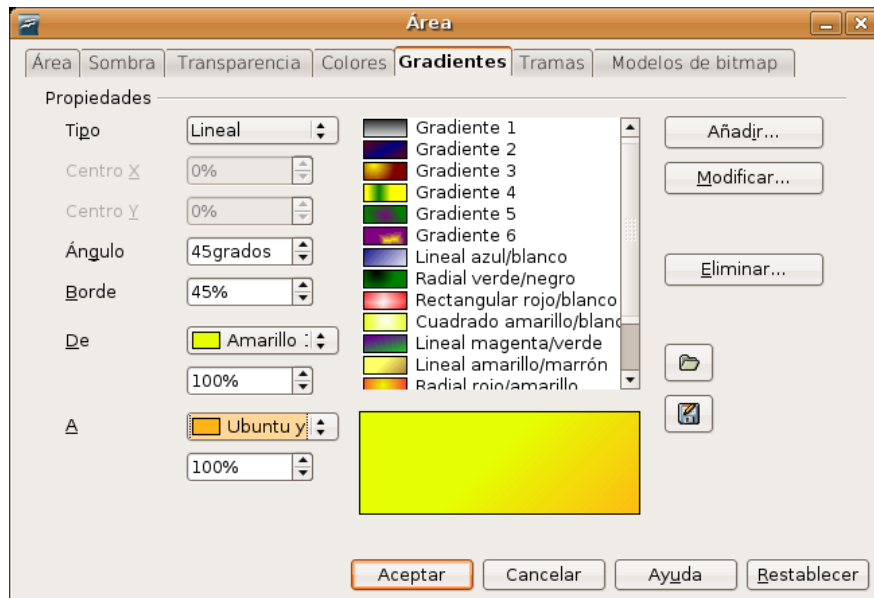 Área
Área Sombra Transparencia Colores Gradientes Tramas Modelos de bitmap
Propiedades
Tipo Lineal
Centro X 0%
Centro Y 0%
Ángulo 45grados
Borde 45%
De Amarillo
100%
A Ubuntu y
100%
Gradiente 1
Gradiente 2
Gradiente 3
Gradiente 4
Gradiente 5
Gradiente 6
Lineal azul/blanco
Radial verde/negro
Rectangular rojo/blanco
Cuadrado amarillo/blanc
Lineal magenta/verde
Lineal amarillo/marrón
Radial rojo/amarillo
Añadir...
Modificar...
Eliminar...
Aceptar Cancelar Ayuda Restablecer